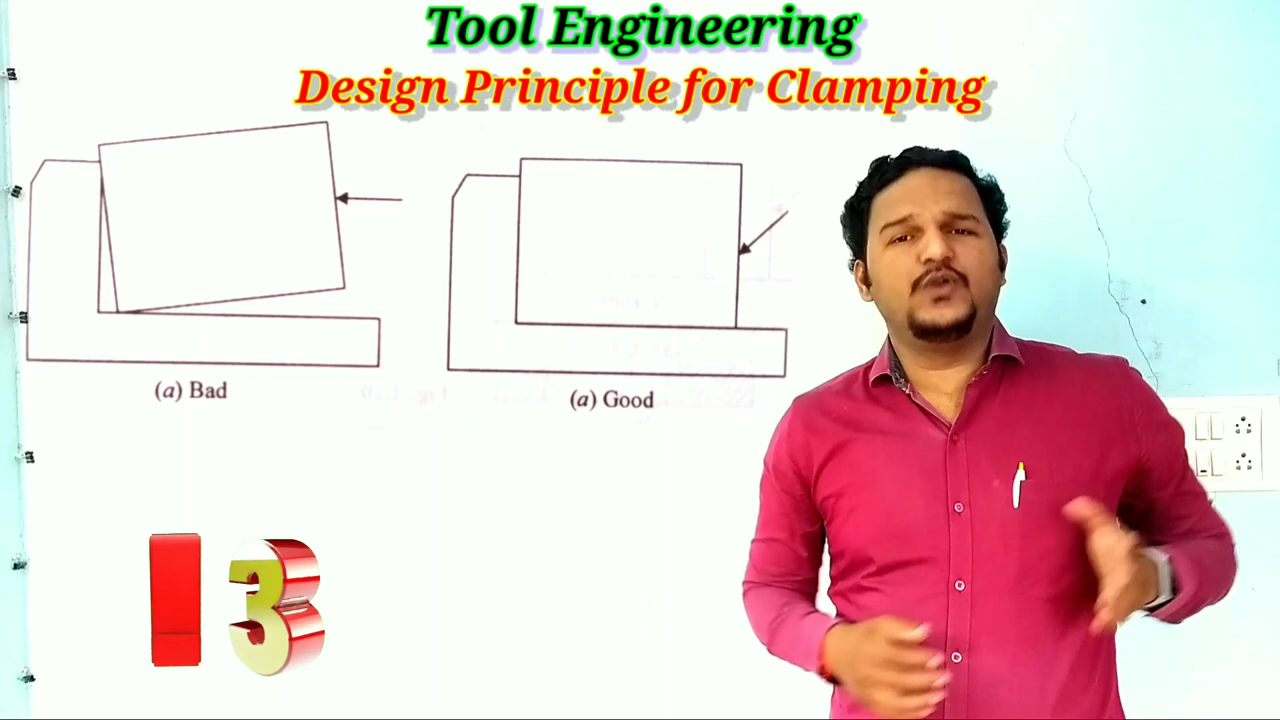 Tool Engineering
Design Principle for Clamping
(a) Bad
(a) Good
13